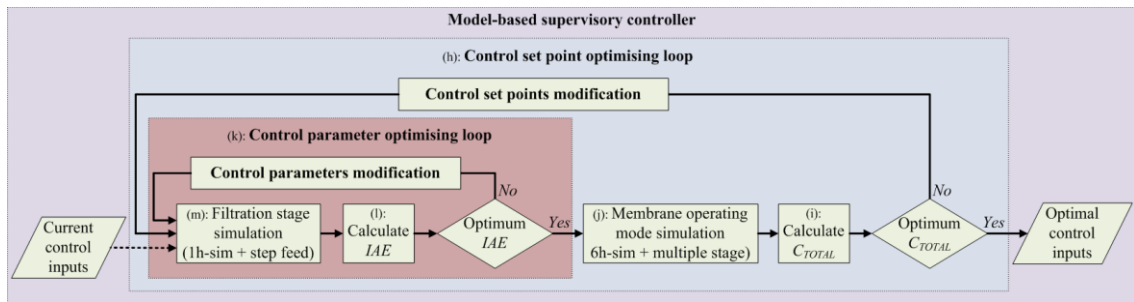 Model-based supervisory controller
(h): Control set point optimising loop
Control set points modification
(k): Control parameter optimising loop
Control parameters modification
No
No
Current
control
inputs
(m): Filtration stage
simulation
(1h-sim + step feed)
(l):
Calculate
IAE
Optimum
IAE
Yes
(j): Membrane operating
mode simulation
6h-sim + multiple stage)
(i):
Calculate
CTOTAL
Optimum
CTOTAL
Yes
Optimal
control
inputs